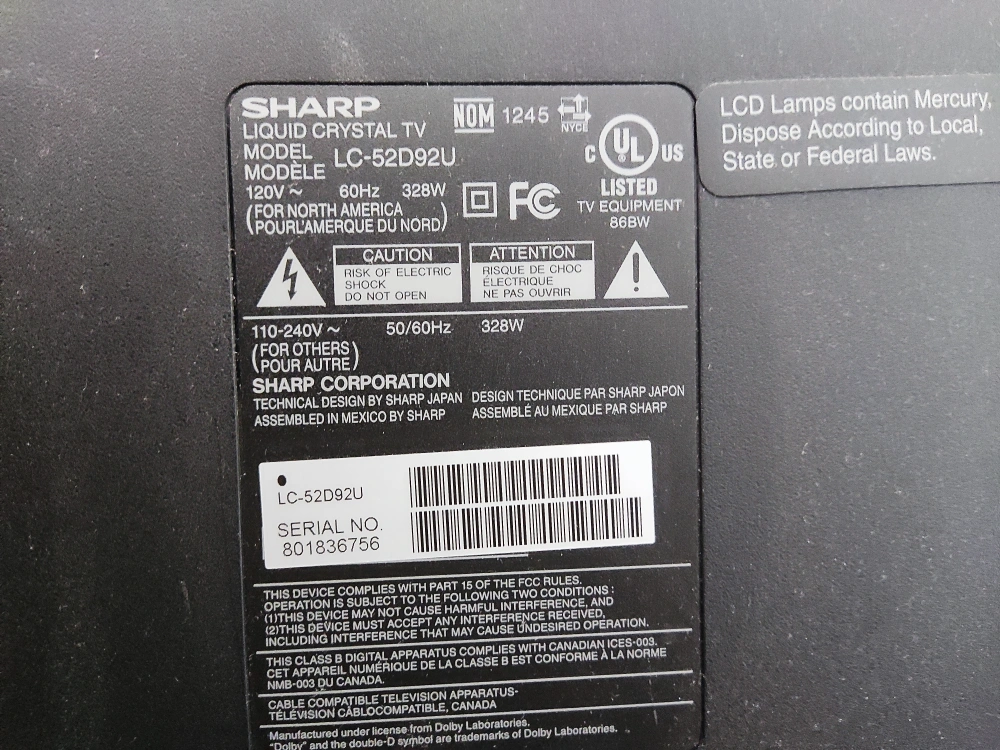 SHARP
LIQUID CRYSTAL TV
MODEL
MODÈLE
LC-52D92U
NOM 1245 NYCE
C UL US
LISTED
TV EQUIPMENT
86BW
120V ~ 60Hz 328W
(FOR NORTH AMERICA
POURL'AMERQUE DU NORD)
FC
CAUTION
RISK OF ELECTRIC
SHOCK
DO NOT OPEN
ATTENTION
RISQUE DE CHOC
ÉLECTRIQUE
NE PAS OUVRIR
110-240V ~ 50/60Hz 328W
(FOR OTHERS
POUR AUTRE)
SHARP CORPORATION
TECHNICAL DESIGN BY SHARP JAPAN
ASSEMBLED IN MEXICO BY SHARP
DESIGN TECHNIQUE PAR SHARP JAPON
ASSEMBLÉ AU MEXIQUE PAR SHARP
LC-52D92U
SERIAL NO.
801836756
THIS DEVICE COMPLIES WITH PART 15 OF THE FCC RULES.
OPERATION IS SUBJECT TO THE FOLLOWING TWO CONDITIONS :
(1)THIS DEVICE MAY NOT CAUSE HARMFUL INTERFERENCE, AND
(2)THIS DEVICE MUST ACCEPT ANY INTERFERENCE RECEIVED,
INCLUDING INTERFERENCE THAT MAY CAUSE UNDESIRED OPERATION.
THIS CLASS B DIGITAL APPARATUS COMPLIES WITH CANADIAN ICES-003.
CET APPAREIL NUMÉRIQUE DE LA CLASSE B EST CONFORME À LA NORME
NMB-003 DU CANADA.
CABLE COMPATIBLE TELEVISION APPARATUS-
TÉLÉVISION CÂBLOCOMPATIBLE, CANADA
Manufactured under license from Dolby Laboratories.
"Dolby" and the double-D symbol are trademarks of Dolby Laboratories.
LCD Lamps contain Mercury,
Dispose According to Local,
State or Federal Laws.